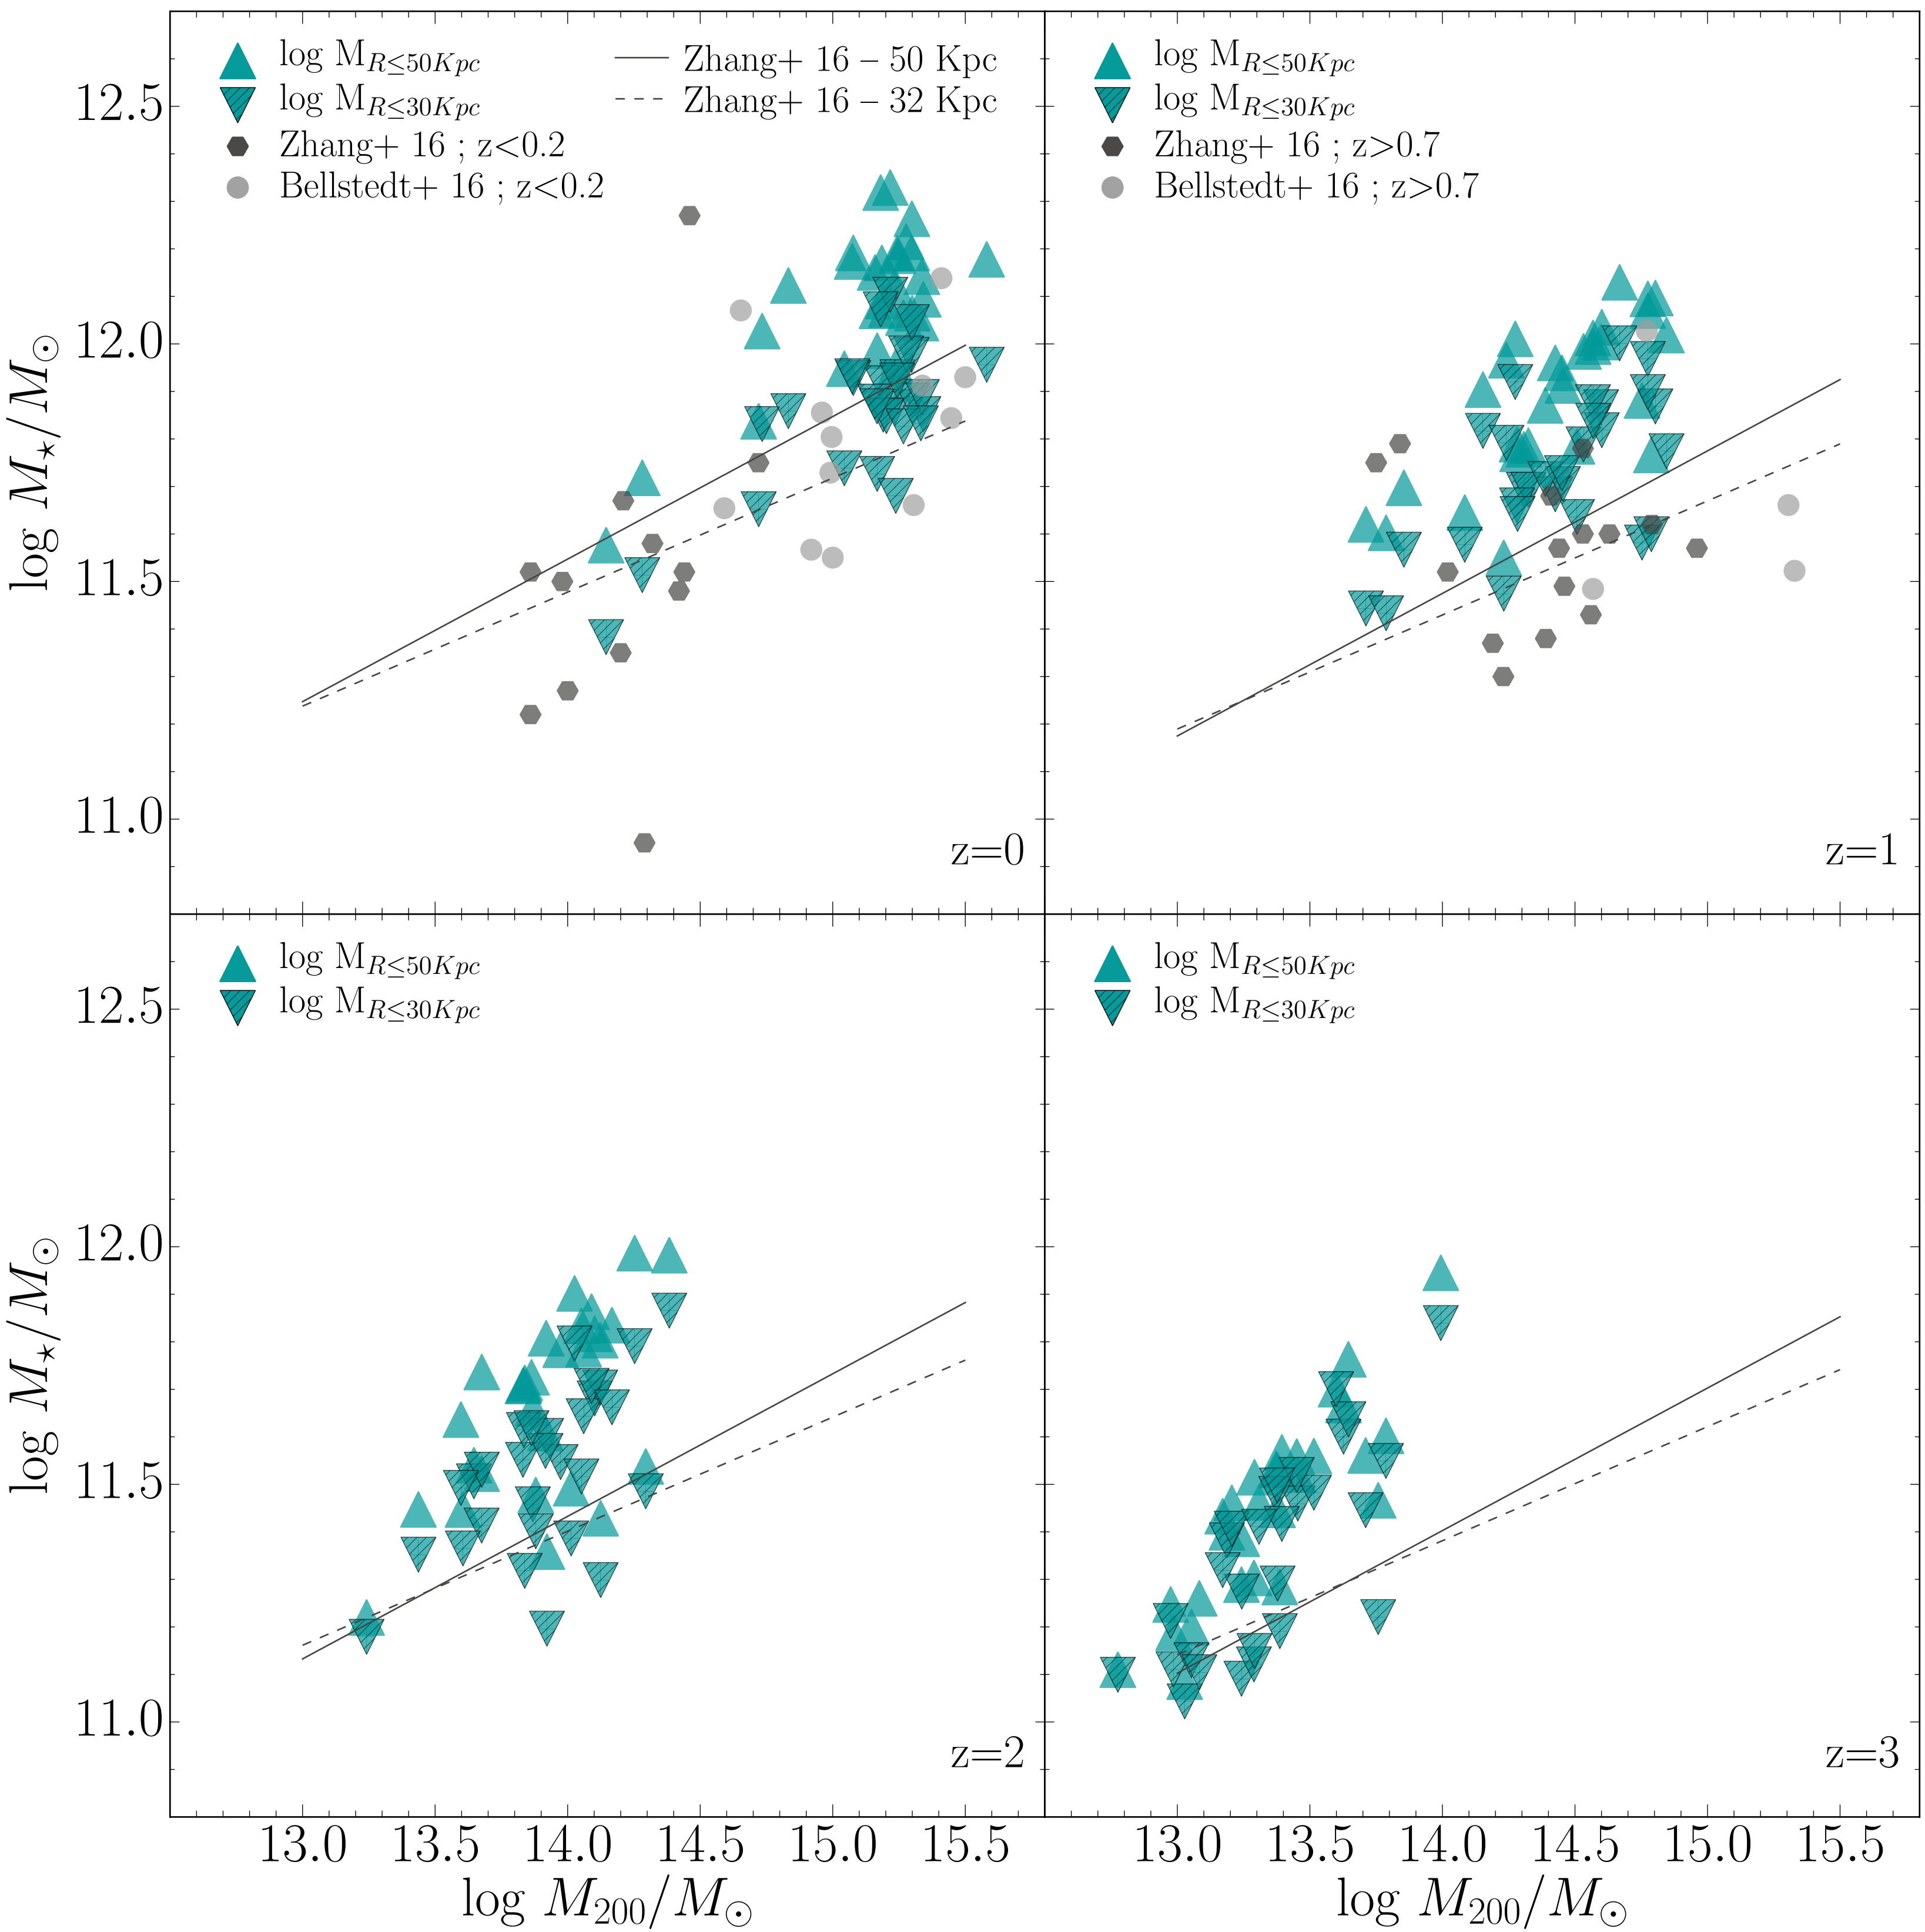 log M_{R≤50Kpc}
log M_{R≤30Kpc}
Zhang+ 16 ; z<0.2
Bellstedt+ 16 ; z<0.2
Zhang+ 16 – 50 Kpc
Zhang+ 16 – 32 Kpc
12.5
12.0
11.5
11.0
log M⋆/M⊙
z=0
log M_{R≤50Kpc}
log M_{R≤30Kpc}
Zhang+ 16 ; z>0.7
Bellstedt+ 16 ; z>0.7
z=1
log M_{R≤50Kpc}
log M_{R≤30Kpc}
12.5
12.0
11.5
11.0
log M⋆/M⊙
z=2
13.0 13.5 14.0 14.5 15.0 15.5
log M_{200}/M⊙
log M_{R≤50Kpc}
log M_{R≤30Kpc}
z=3
13.0 13.5 14.0 14.5 15.0 15.5
log M_{200}/M⊙